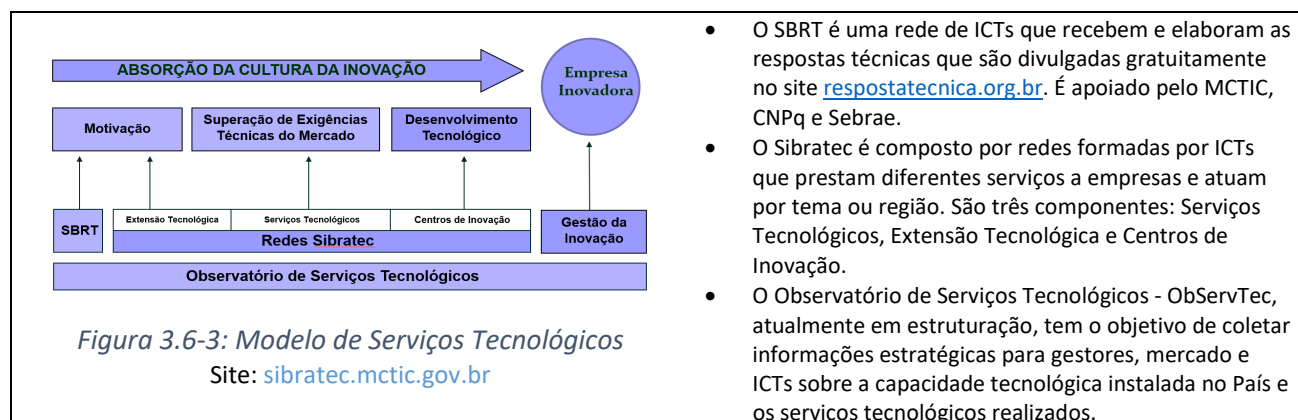 ABSORÇÃO DA CULTURA DA INOVAÇÃO
Empresa
Inovadora
Motivação
Superação de Exigências
Técnicas do Mercado
Desenvolvimento
Tecnológico
SBRT
Extensão Tecnológica
Serviços Tecnológicos
Centros de Inovação
Redes Sibratec
Gestão da
Inovação
Observatório de Serviços Tecnológicos
Figura 3.6-3: Modelo de Serviços Tecnológicos
Site: sibratec.mctic.gov.br
• O SBRT é uma rede de ICTs que recebem e elaboram as
respostas técnicas que são divulgadas gratuitamente
no site respostatecnica.org.br. É apoiado pelo MCTIC,
CNPq e Sebrae.
• O Sibratec é composto por redes formadas por ICTs
que prestam diferentes serviços a empresas e atuam
por tema ou região. São três componentes: Serviços
Tecnológicos, Extensão Tecnológica e Centros de
Inovação.
• O Observatório de Serviços Tecnológicos - ObServTec,
atualmente em estruturação, tem o objetivo de coletar
informações estratégicas para gestores, mercado e
ICTs sobre a capacidade tecnológica instalada no País e
os serviços tecnológicos realizados.